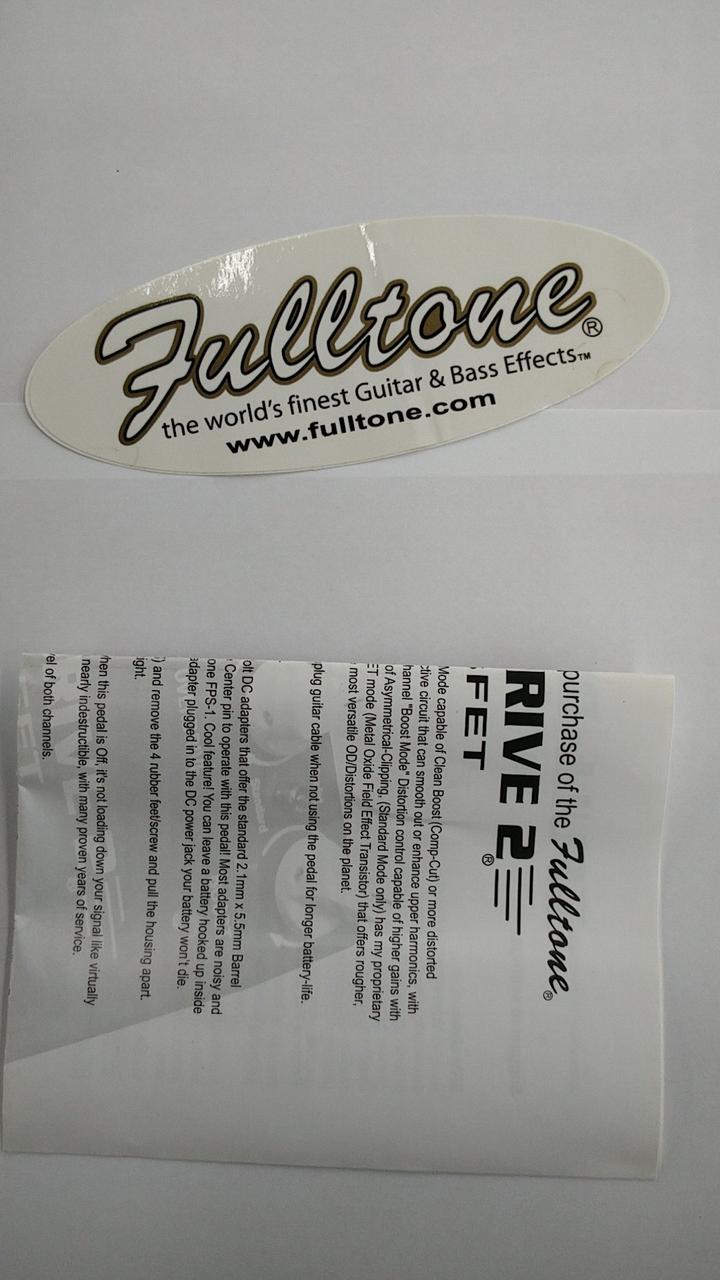 Fulltone®
the world's finest Guitar & Bass Effects™
www.fulltone.com
purchase of the Fulltone®
RIVE 2®
FET
Mode capable of Clean Boost (Comp-Cut) or more distorted
ctive circuit that can smooth out or enhance upper harmonics, with
hannel "Boost Mode" Distortion control capable of higher gains with
of Asymmetrical-Clipping, (Standard Mode only) has my proprietary
ET mode (Metal Oxide Field Effect Transistor) that offers rougher,
most versatile OD/Distortions on the planet.
plug guitar cable when not using the pedal for longer battery-life.
olt DC adapters that offer the standard 2.1mm x 5.5mm Barrel
Center pin to operate with this pedal! Most adapters are noisy and
one FPS-1. Cool feature! You can leave a battery hooked up inside
adapter plugged in to the DC power jack your battery won't die.
) and remove the 4 rubber feet/screw and pull the housing apart.
ight.
hen this pedal is Off, it's not loading down your signal like virtually
nearly indestructible, with many proven years of service.
el of both channels.